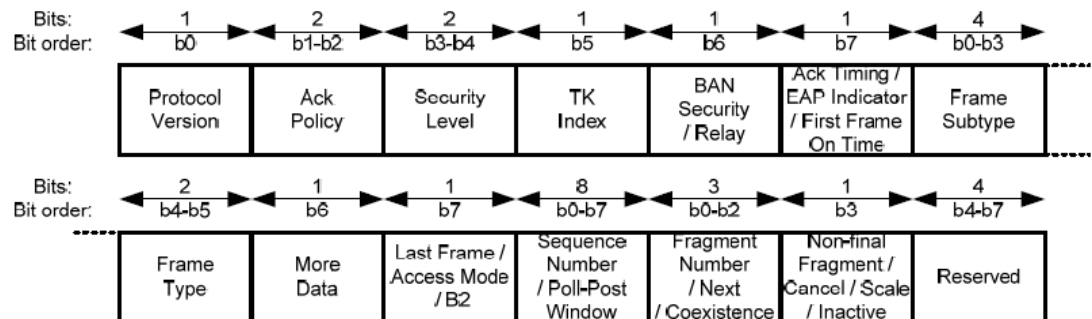 Bits: 1 2 2 1 1 1 4
Bit order: b0 b1-b2 b3-b4 b5 b6 b7 b0-b3
Protocol Version
Ack Policy
Security Level
TK Index
BAN Security / Relay
Ack Timing / EAP Indicator / First Frame On Time
Frame Subtype
Bits: 2 1 1 8 3 1 4
Bit order: b4-b5 b6 b7 b0-b7 b0-b2 b3 b4-b7
Frame Type
More Data
Last Frame / Access Mode / B2
Sequence Number / Poll-Post Window
Fragment Number / Next / Coexistence
Non-final Fragment / Cancel / Scale / Inactive
Reserved